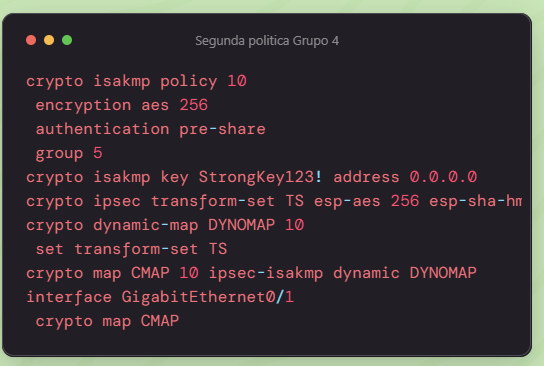 Segunda política Grupo 4
crypto isakmp policy 10
encryption aes 256
authentication pre-share
group 5
crypto isakmp key StrongKey123! address 0.0.0.0
crypto ipsec transform-set TS esp-aes 256 esp-sha-hm
crypto dynamic-map DYNOMAP 10
set transform-set TS
crypto map CMAP 10 ipsec-isakmp dynamic DYNOMAP
interface GigabitEthernet0/1
crypto map CMAP